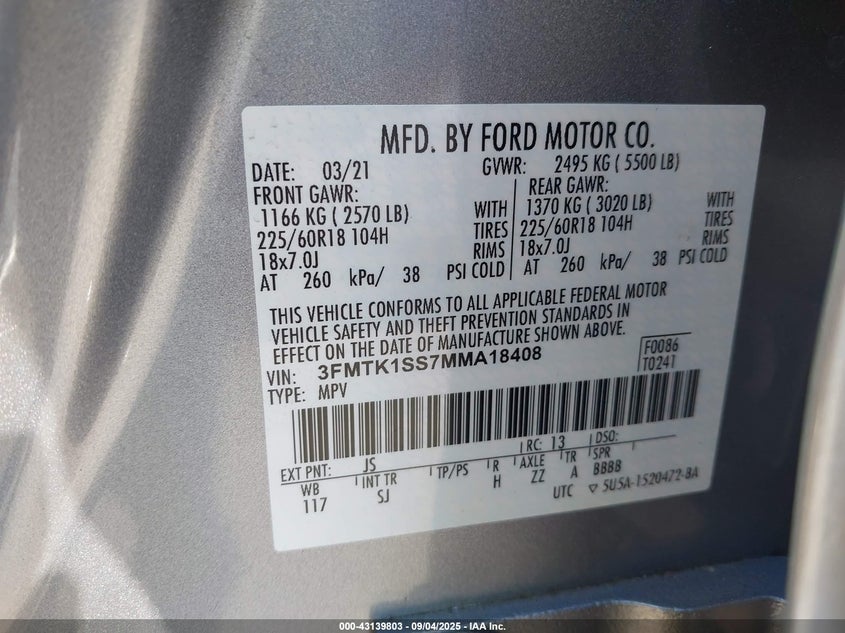 MFD. BY FORD MOTOR CO.
DATE: 03/21 GVWR: 2495 KG ( 5500 LB)
FRONT GAWR: REAR GAWR:
1166 KG ( 2570 LB) WITH 1370 KG ( 3020 LB) WITH
225/60R18 104H TIRES 225/60R18 104H TIRES
18x7.0J RIMS 18x7.0J RIMS
AT 260 kPa/ 38 PSI COLD AT 260 kPa/ 38 PSI COLD
THIS VEHICLE CONFORMS TO ALL APPLICABLE FEDERAL MOTOR
VEHICLE SAFETY AND THEFT PREVENTION STANDARDS IN
EFFECT ON THE DATE OF MANUFACTURE SHOWN ABOVE.
VIN: 3FMTK1SS7MMA18408 F0086
TYPE: MPV T0241
RC: 13 DSO:
EXT PNT: JS
WB INT TR TP/PS R AXLE TR SPR
117 SJ H ZZ A BBBB
UTC ▽ 5U5A-1520472-BA
000-43139803 - 09/04/2025 - IAA Inc.